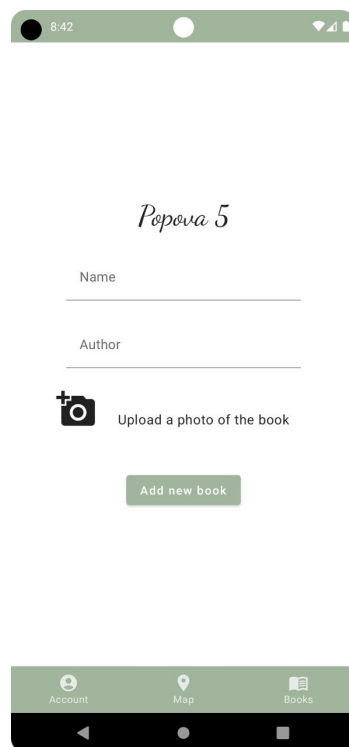 8:42
Popova 5
Name
Author
Upload a photo of the book
Add new book
Account Map Books